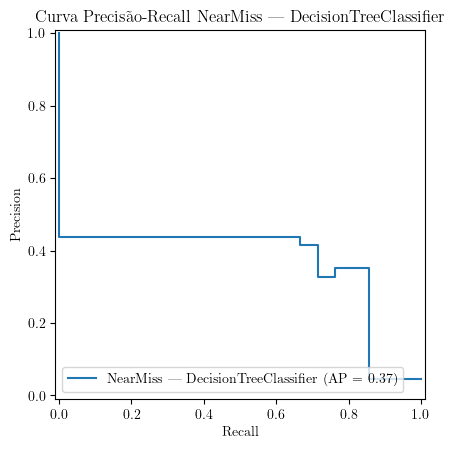 Curva Precisão-Recall NearMiss — DecisionTreeClassifier
1.0
0.8
0.6
0.4
0.2
0.0
Precision
NearMiss — DecisionTreeClassifier (AP = 0.37)
0.0 0.2 0.4 0.6 0.8 1.0
Recall